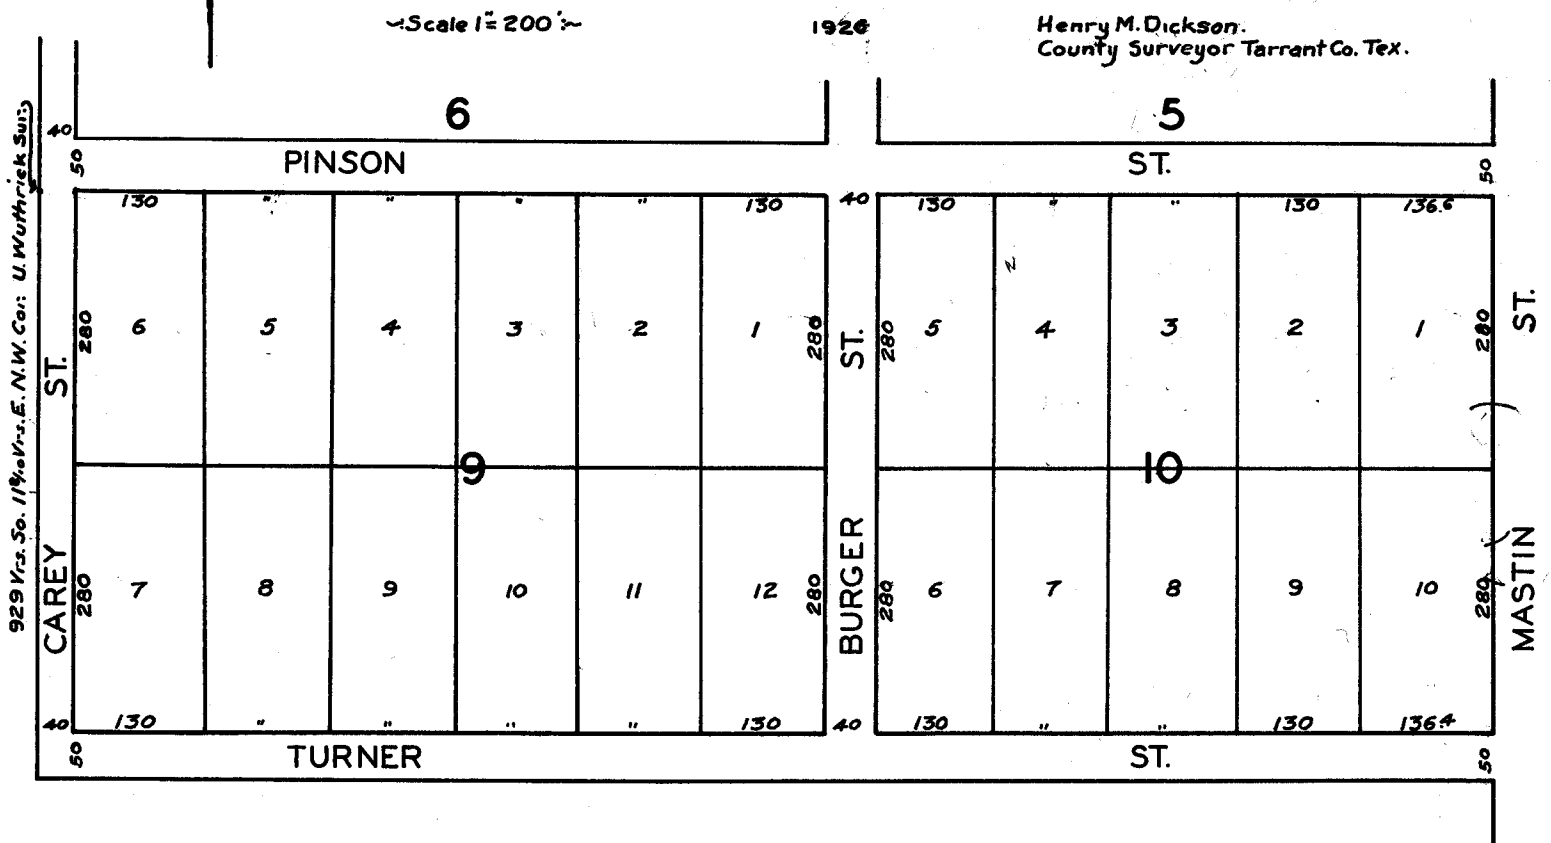 ~:Scale 1"= 200':~
Henry M. Dickson.
County Surveyor Tarrant Co. Tex.
6
5
40
50
PINSON
ST.
50
130 " " " " 130
40
130 " " 130 136.6
280
6 5 4 3 2 1
280
280
5 4 3 2 1
280
ST.
ST.
ST.
9
10
CAREY
BURGER
MASTIN
280
7 8 9 10 11 12
280
280
6 7 8 9 10
280
40
130 " " " " 130
40
130 " " 130 136.4
50
TURNER
ST.
50
Vrs. So.
Vrs. E. N.W. Cor: U. Wuthrick Sur: